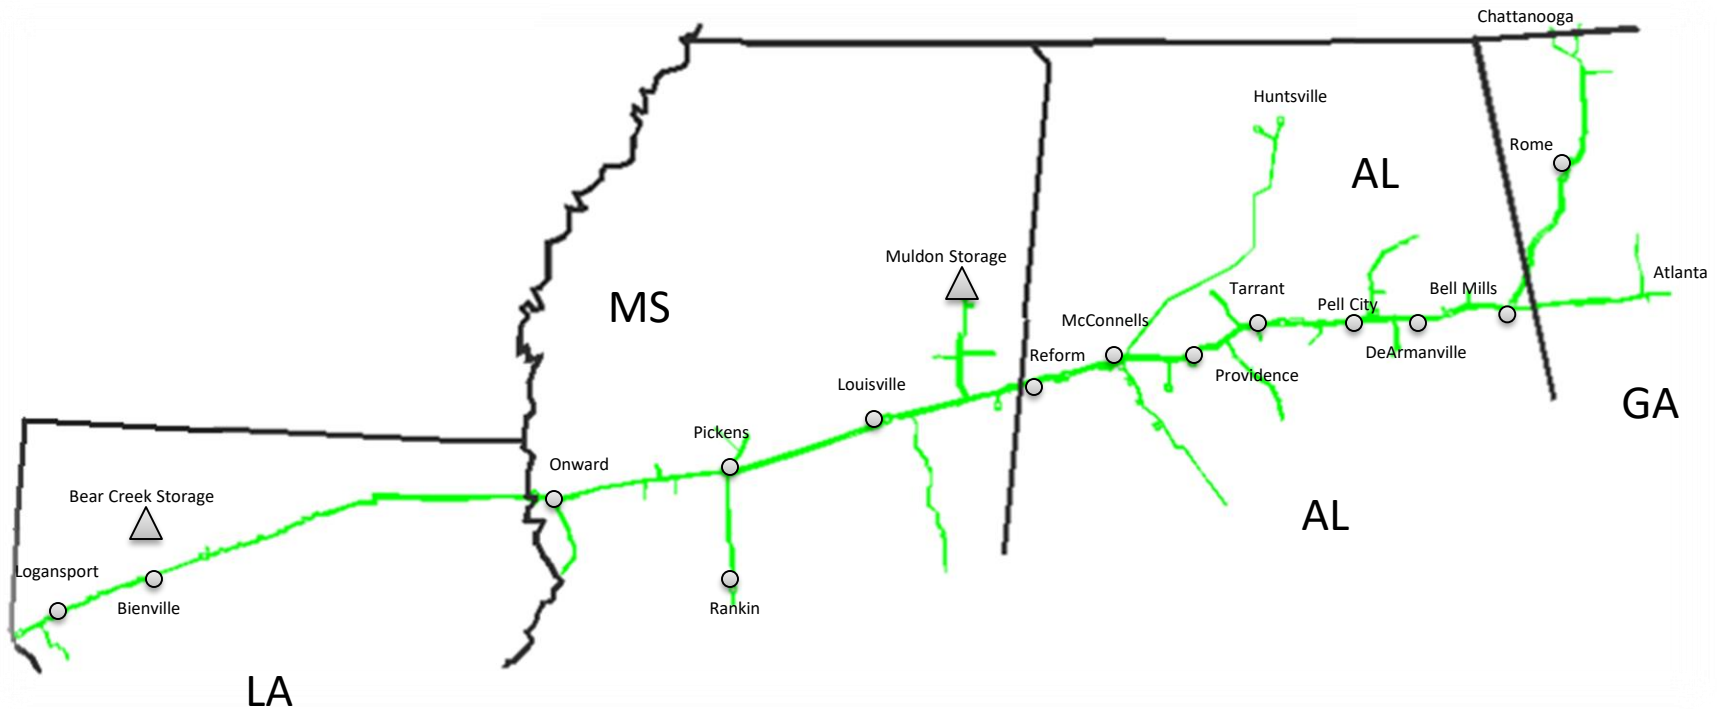 Chattanooga
Huntsville
Rome
AL
Muldon Storage
Atlanta
MS
Tarrant
Bell Mills
Pell City
McConnells
Reform
DeArmanville
Providence
Louisville
GA
Pickens
Onward
Bear Creek Storage
AL
Logansport
Bienville
Rankin
LA